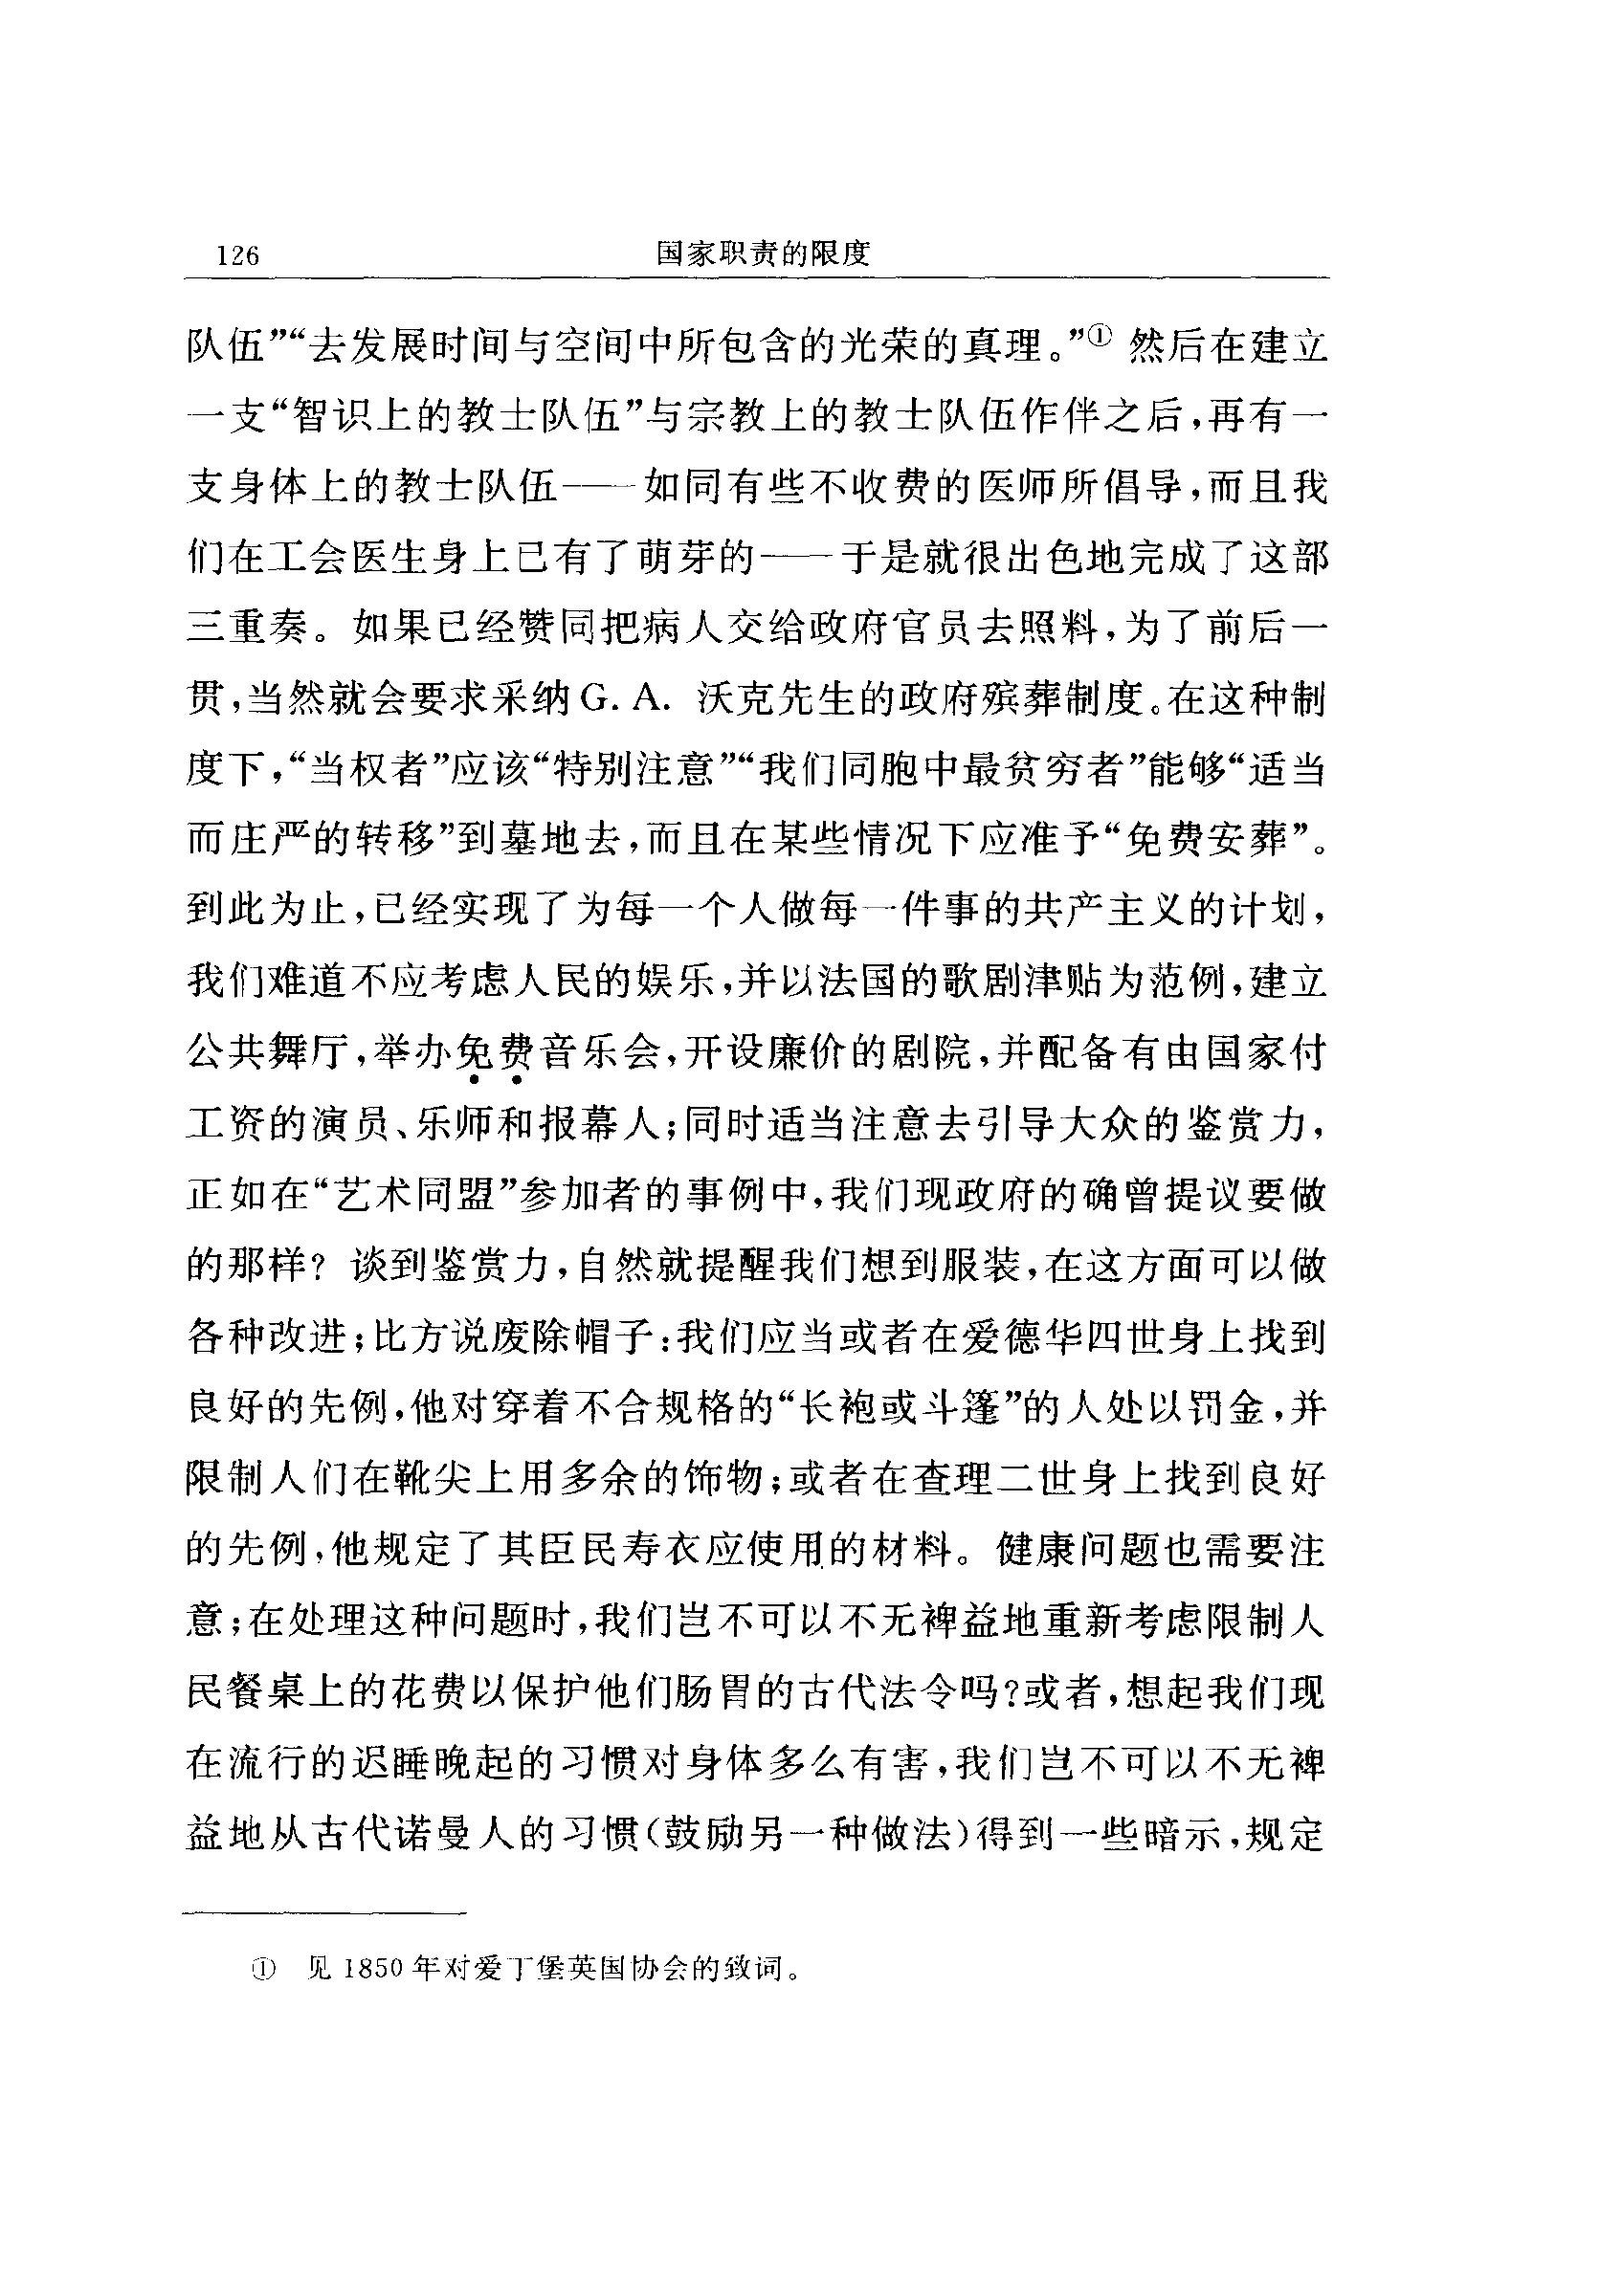 126 国家职责的限度
队伍”“去发展时间与空间中所包含的光荣的真理。”① 然后在建立
一支“智识上的教士队伍”与宗教上的教士队伍作伴之后，再有一
支身体上的教士队伍——如同有些不收费的医师所倡导，而且我
们在工会医生身上已有了萌芽的——于是就很出色地完成了这部
三重奏。如果已经赞同把病人交给政府官员去照料，为了前后一
贯，当然就会要求采纳G. A. 沃克先生的政府殡葬制度。在这种制
度下，“当权者”应该“特别注意”“我们同胞中最贫穷者”能够“适当
而庄严的转移”到墓地去，而且在某些情况下应准予“免费安葬”。
到此为止，已经实现了为每一个人做每一件事的共产主义的计划，
我们难道不应考虑人民的娱乐，并以法国的歌剧津贴为范例，建立
公共舞厅，举办免费音乐会，开设廉价的剧院，并配备有由国家付
工资的演员、乐师和报幕人；同时适当注意去引导大众的鉴赏力，
正如在“艺术同盟”参加者的事例中，我们现政府的确曾提议要做
的那样？谈到鉴赏力，自然就提醒我们想到服装，在这方面可以做
各种改进；比方说废除帽子：我们应当或者在爱德华四世身上找到
良好的先例，他对穿着不合规格的“长袍或斗篷”的人处以罚金，并
限制人们在靴尖上用多余的饰物；或者在查理二世身上找到良好
的先例，他规定了其臣民寿衣应使用的材料。健康问题也需要注
意；在处理这种问题时，我们岂不可以不无裨益地重新考虑限制人
民餐桌上的花费以保护他们肠胃的古代法令吗？或者，想起我们现
在流行的迟睡晚起的习惯对身体多么有害，我们岂不可以不无裨
益地从古代诺曼人的习惯（鼓励另一种做法）得到一些暗示，规定
① 见 1850 年对爱丁堡英国协会的致词。